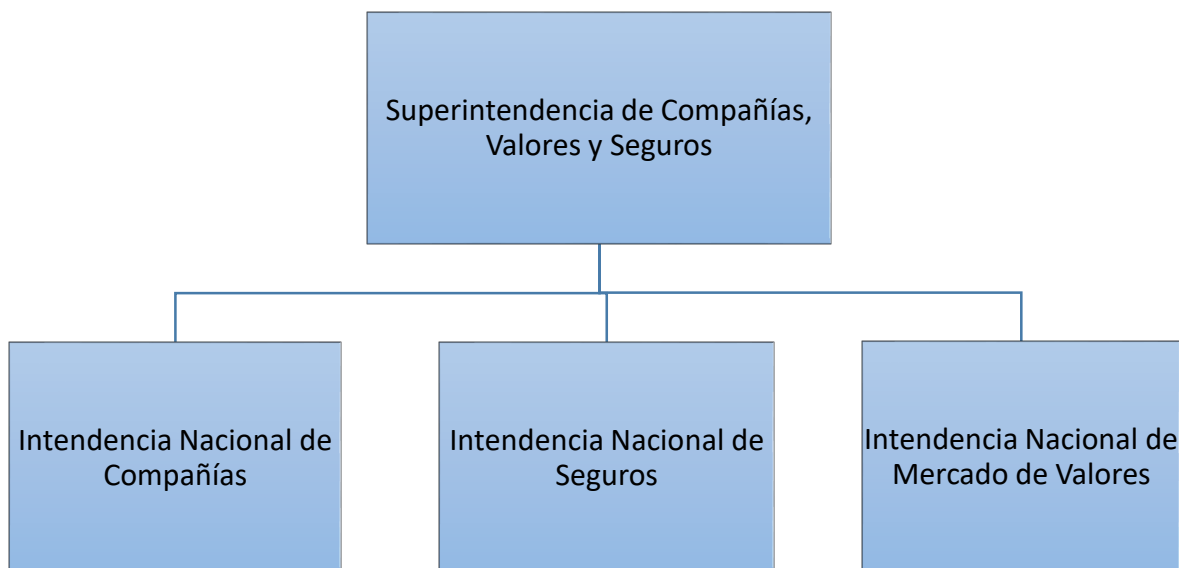 Superintendencia de Compañías,
Valores y Seguros
Intendencia Nacional de
Compañías
Intendencia Nacional de
Seguros
Intendencia Nacional de
Mercado de Valores